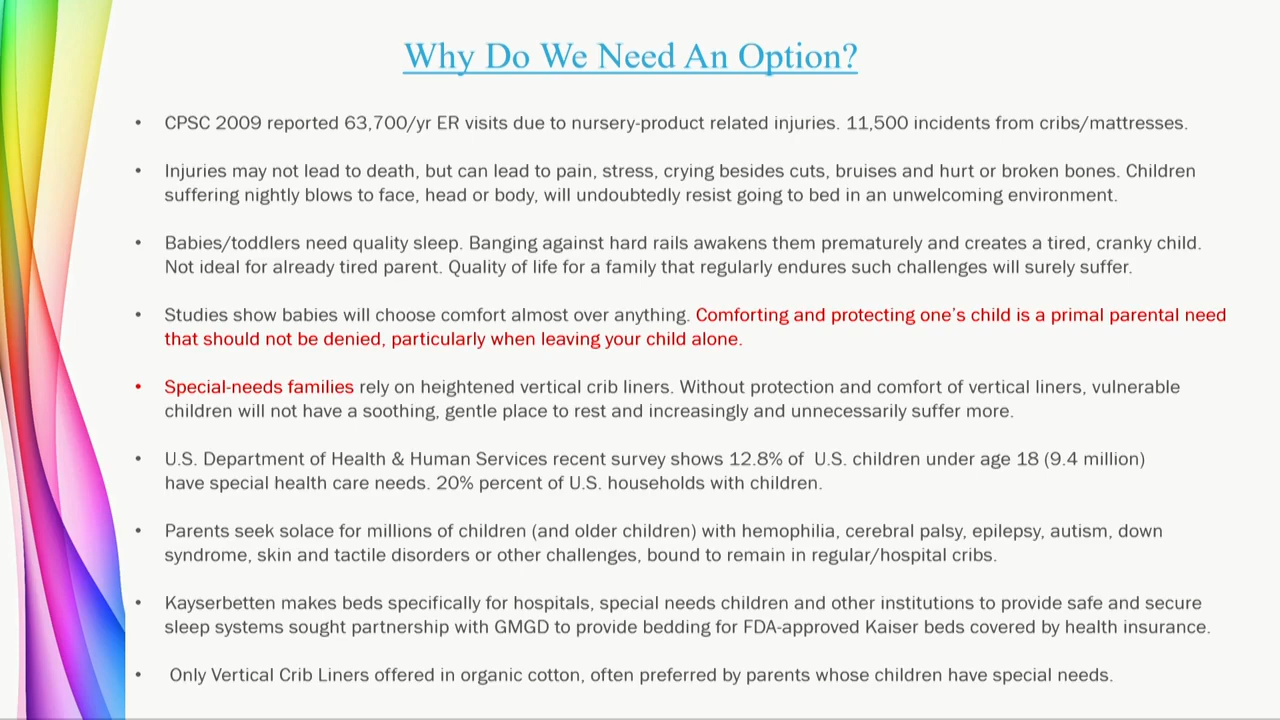 Why Do We Need An Option?
• CPSC 2009 reported 63,700/yr ER visits due to nursery-product related injuries. 11,500 incidents from cribs/mattresses.
• Injuries may not lead to death, but can lead to pain, stress, crying besides cuts, bruises and hurt or broken bones. Children
suffering nightly blows to face, head or body, will undoubtedly resist going to bed in an unwelcoming environment.
• Babies/toddlers need quality sleep. Banging against hard rails awakens them prematurely and creates a tired, cranky child.
Not ideal for already tired parent. Quality of life for a family that regularly endures such challenges will surely suffer.
• Studies show babies will choose comfort almost over anything. Comforting and protecting one’s child is a primal parental need
that should not be denied, particularly when leaving your child alone.
• Special-needs families rely on heightened vertical crib liners. Without protection and comfort of vertical liners, vulnerable
children will not have a soothing, gentle place to rest and increasingly and unnecessarily suffer more.
• U.S. Department of Health & Human Services recent survey shows 12.8% of  U.S. children under age 18 (9.4 million)
have special health care needs. 20% percent of U.S. households with children.
• Parents seek solace for millions of children (and older children) with hemophilia, cerebral palsy, epilepsy, autism, down
syndrome, skin and tactile disorders or other challenges, bound to remain in regular/hospital cribs.
• Kayserbetten makes beds specifically for hospitals, special needs children and other institutions to provide safe and secure
sleep systems sought partnership with GMGD to provide bedding for FDA-approved Kaiser beds covered by health insurance.
• Only Vertical Crib Liners offered in organic cotton, often preferred by parents whose children have special needs.